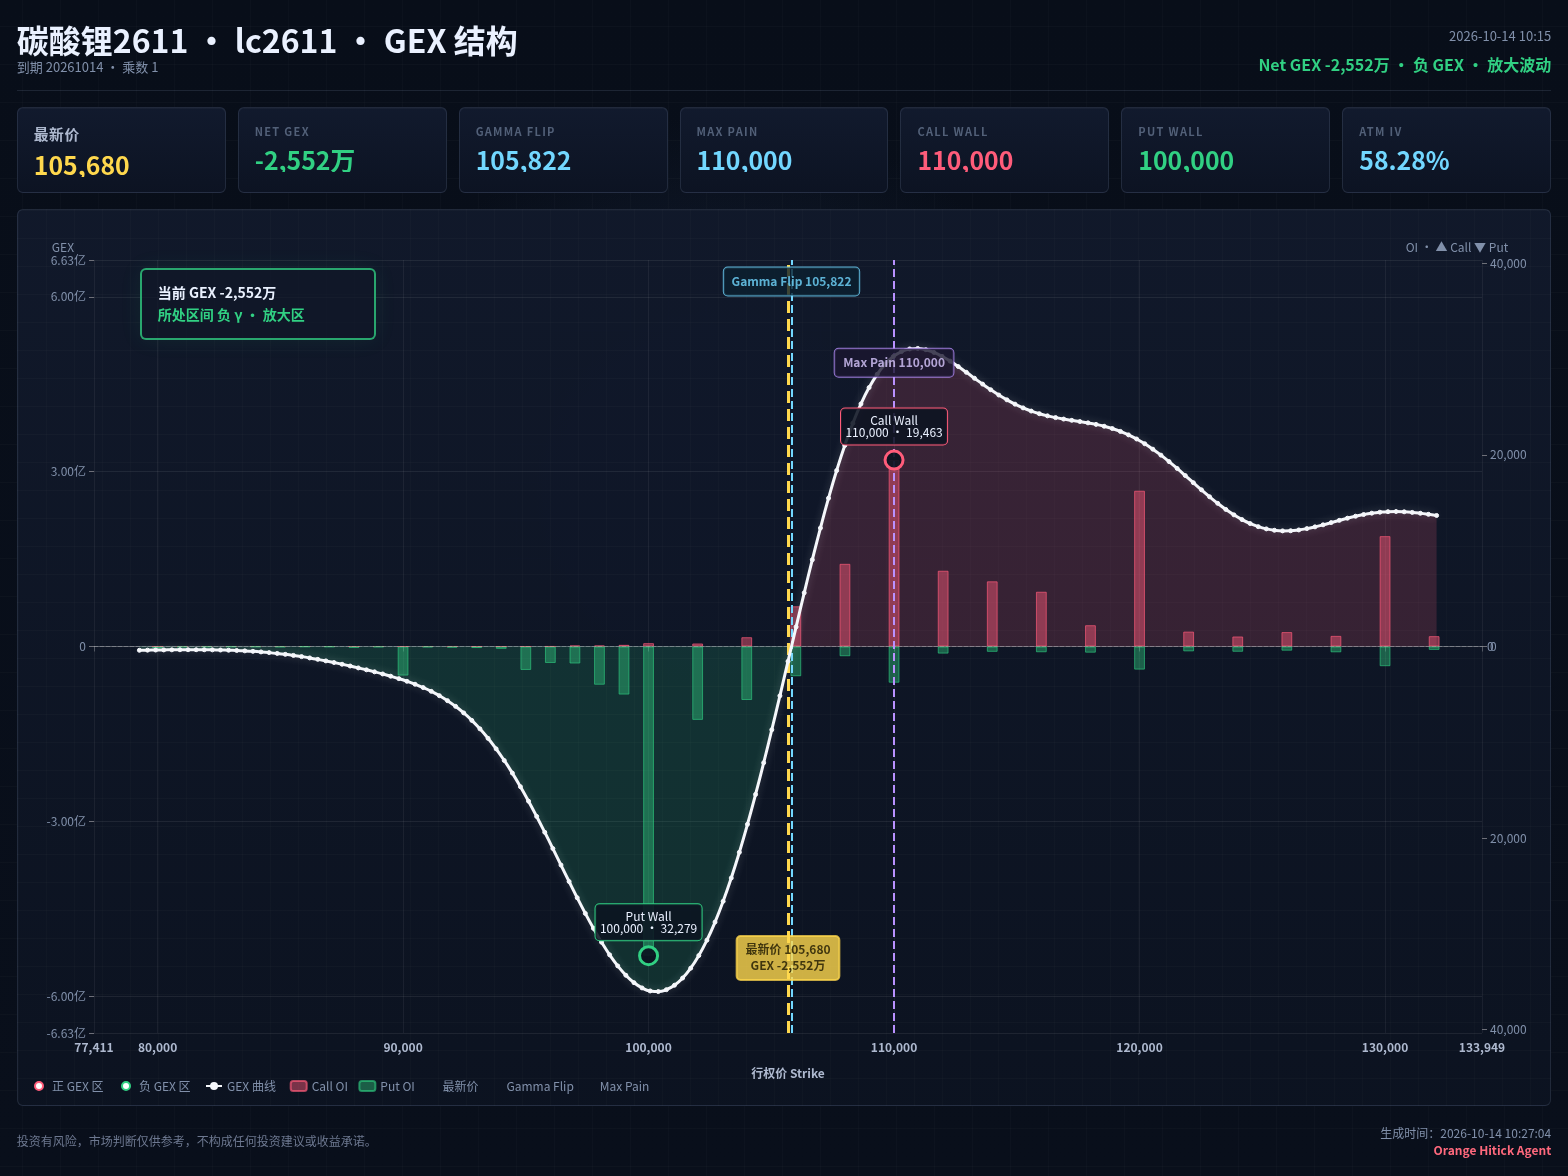 碳酸锂2611 · lc2611 · GEX 结构
到期 20261014 · 乘数 1
2026-10-14 10:15
Net GEX -2,552万 · 负 GEX · 放大波动
最新价
105,680
NET GEX
-2,552万
GAMMA FLIP
105,822
MAX PAIN
110,000
CALL WALL
110,000
PUT WALL
100,000
ATM IV
58.28%
GEX
OI · ▲ Call ▼ Put
6.63亿
6.00亿
3.00亿
0
-3.00亿
-6.00亿
-6.63亿
40,000
20,000
0
20,000
40,000
当前 GEX -2,552万
所处区间 负 γ · 放大区
Gamma Flip 105,822
Max Pain 110,000
Call Wall
110,000 · 19,463
Put Wall
100,000 · 32,279
最新价 105,680
GEX -2,552万
77,411 80,000 90,000 100,000 110,000 120,000 130,000 133,949
行权价 Strike
正 GEX 区 负 GEX 区 GEX 曲线 Call OI Put OI 最新价 Gamma Flip Max Pain
投资有风险，市场判断仅供参考，不构成任何投资建议或收益承诺。
生成时间：2026-10-14 10:27:04
Orange Hitick Agent